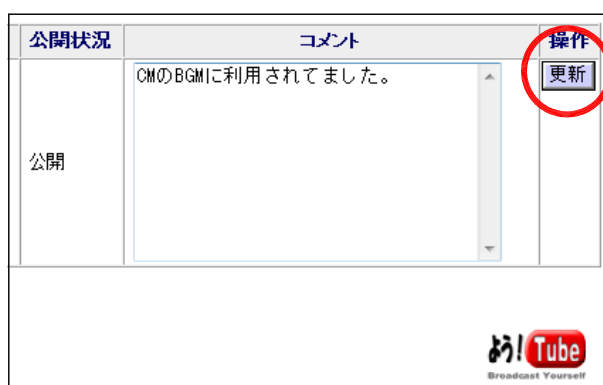 公開状況 コメント 操作
CMのBGMに利用されてました。 更新
公開
よう!Tube
Broadcast Yourself